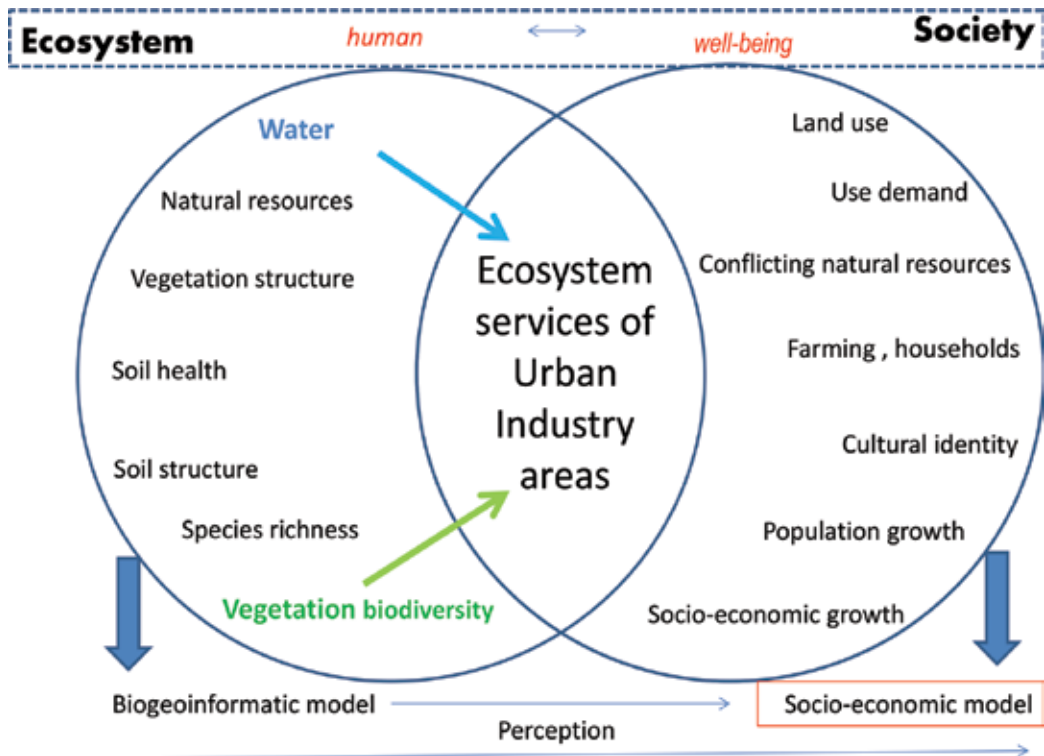 Ecosystem human well-being Society
Water
Natural resources
Vegetation structure
Soil health
Soil structure
Species richness
Vegetation biodiversity
Ecosystem
services of
Urban
Industry
areas
Land use
Use demand
Conflicting natural resources
Farming , households
Cultural identity
Population growth
Socio-economic growth
Biogeoinformatic model
Perception
Socio-economic model